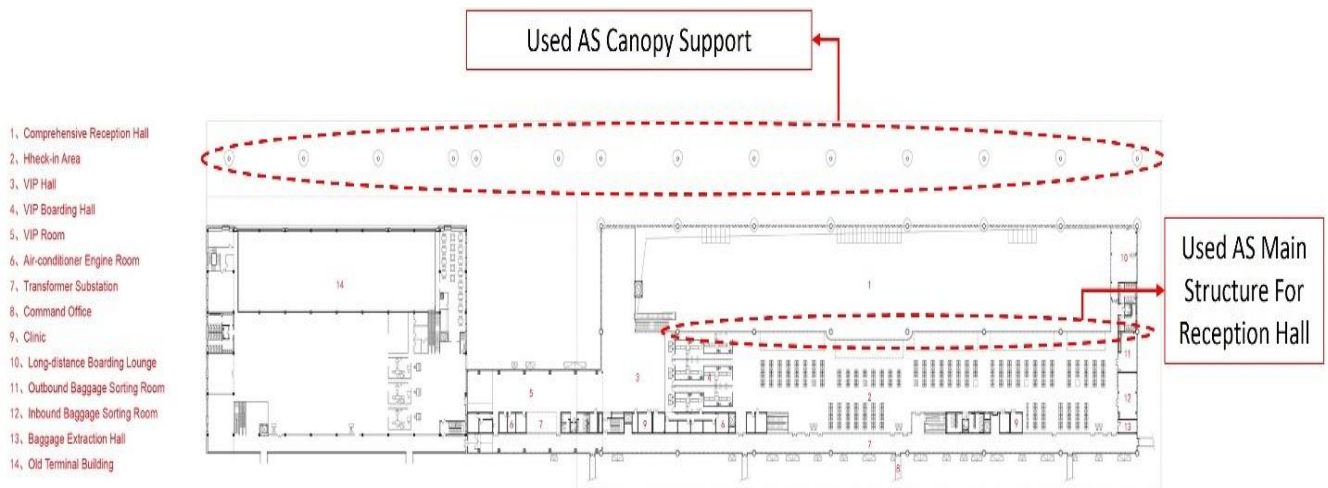 Used AS Canopy Support
1、Comprehensive Reception Hall
2、Hheck-in Area
3、VIP Hall
4、VIP Boarding Hall
5、VIP Room
6、Air-conditioner Engine Room
7、Transformer Substation
8、Command Office
9、Clinic
10、Long-distance Boarding Lounge
11、Outbound Baggage Sorting Room
12、Inbound Baggage Sorting Room
13、Baggage Extraction Hall
14、Old Terminal Building
Used AS Main
Structure For
Reception Hall
10
14
1
11
3
4
5
2
12
6
7
9
6
9
13
7
8